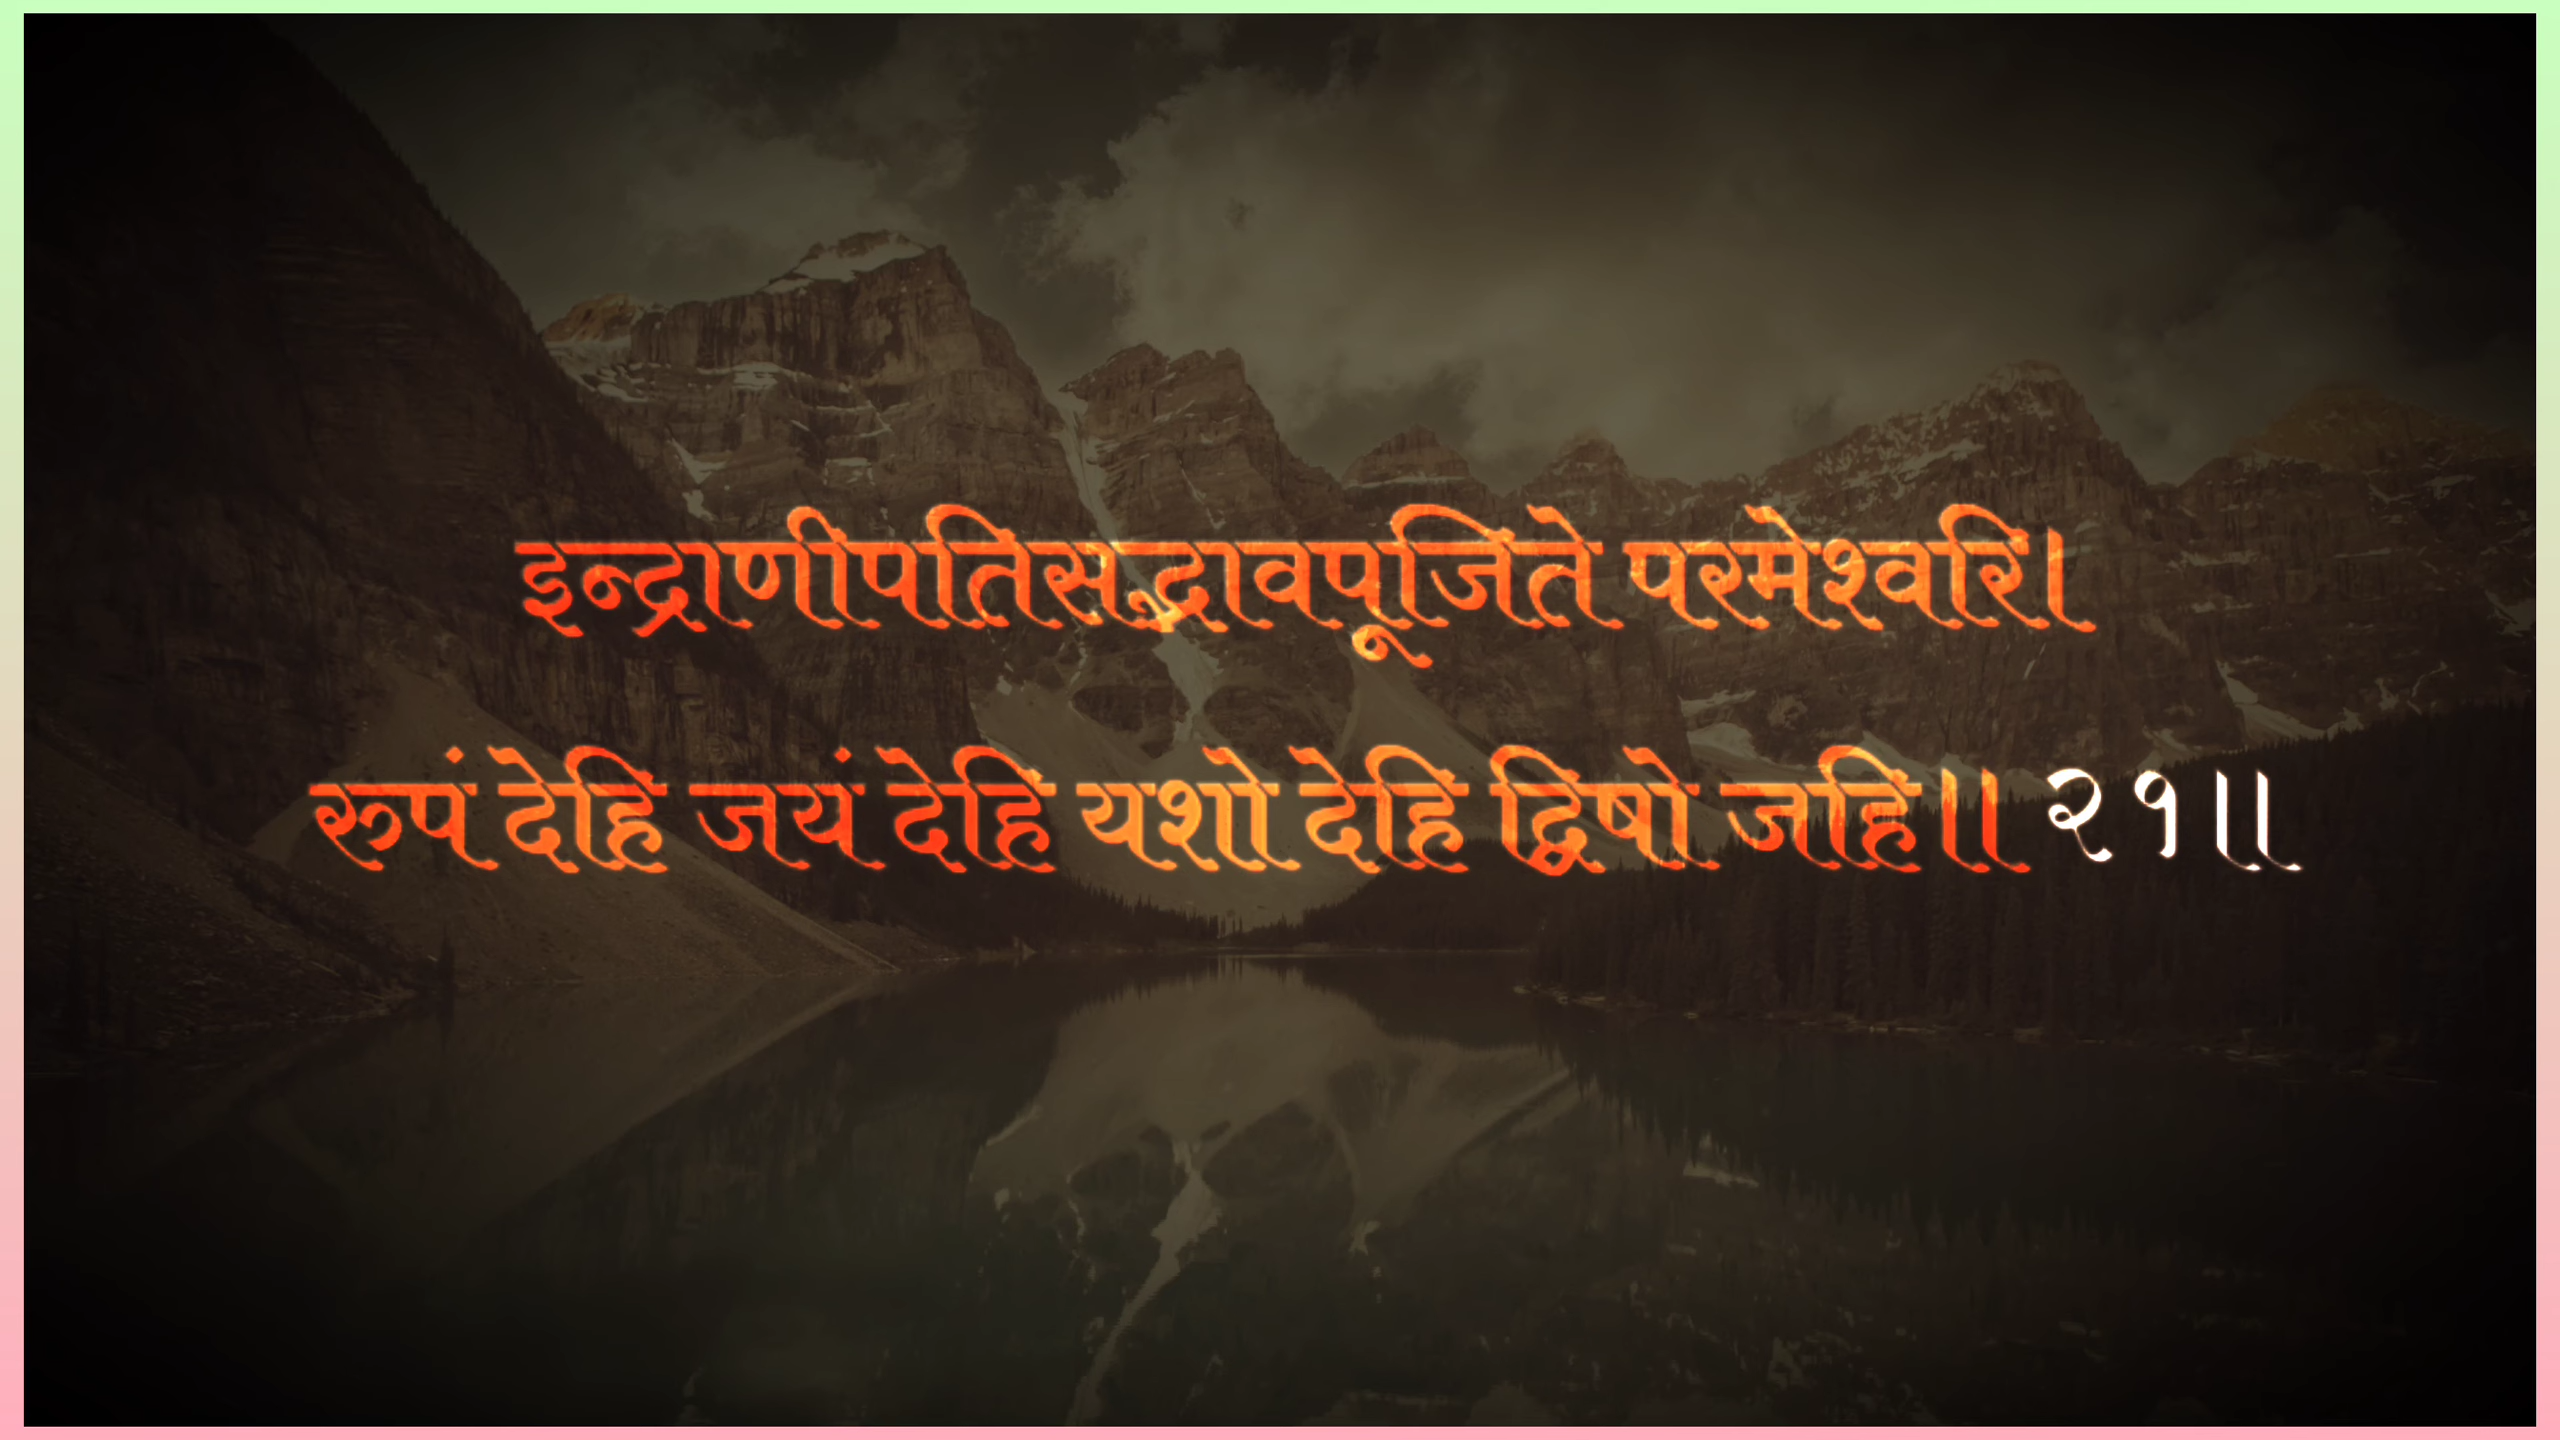 इन्द्राणीपतिसद्भावपूजिते परमेश्वरि।
रुपं देहि जयं देहि यशो देहि द्विषो जहि।। २१॥